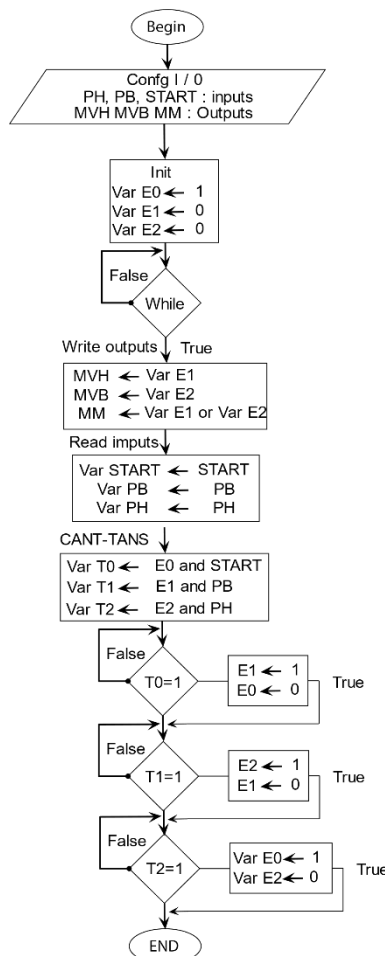 Begin
Confg I / 0
PH, PB, START : inputs
MVH MVB MM : Outputs
Init
Var E0 ← 1
Var E1 ← 0
Var E2 ← 0
False
While
Write outputs True
MVH ← Var E1
MVB ← Var E2
MM ← Var E1 or Var E2
Read imputs
Var START ← START
Var PB ← PB
Var PH ← PH
CANT-TANS
Var T0 ← E0 and START
Var T1 ← E1 and PB
Var T2 ← E2 and PH
False
T0=1
E1 ← 1
E0 ← 0
True
False
T1=1
E2 ← 1
E1 ← 0
True
False
T2=1
Var E0 ← 1
Var E2 ← 0
True
END